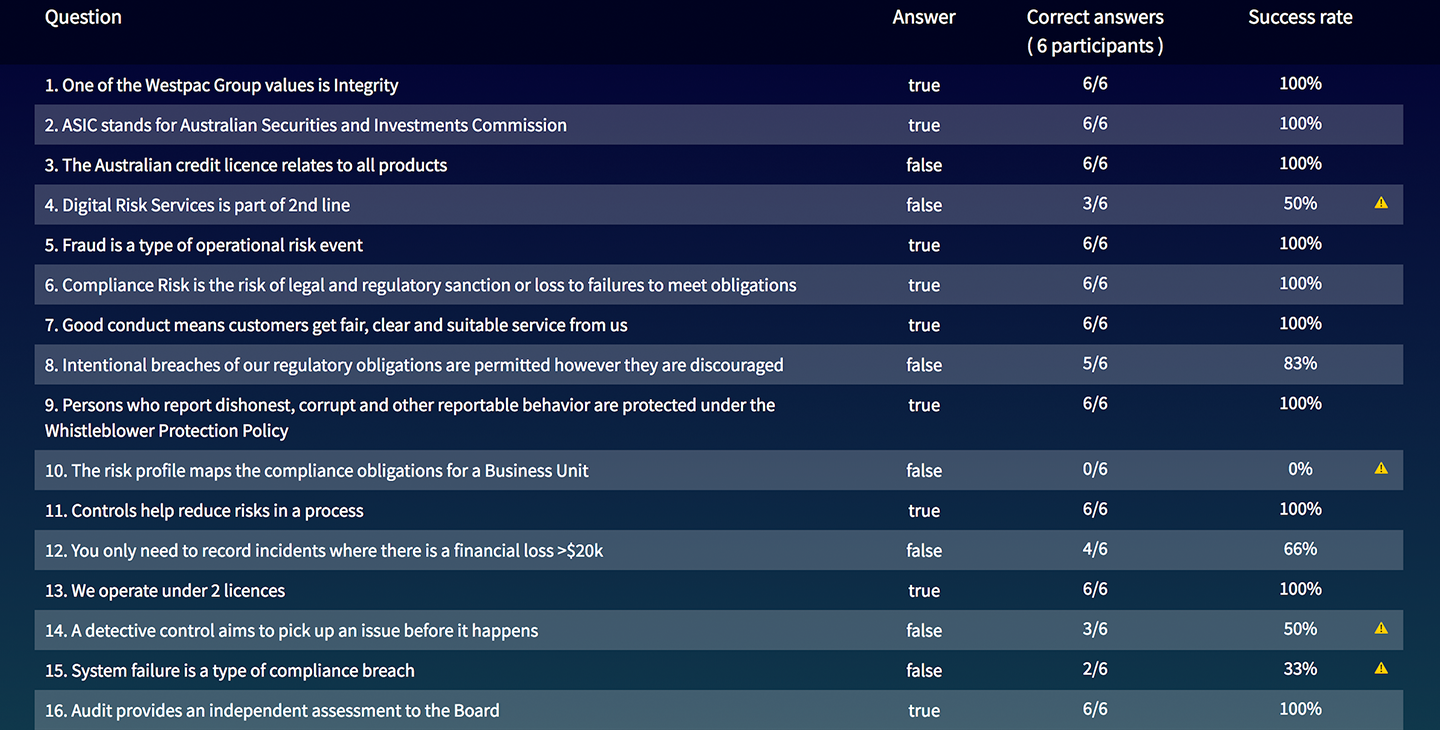 Question Answer Correct answers Success rate
( 6 participants )
1. One of the Westpac Group values is Integrity true 6/6 100%
2. ASIC stands for Australian Securities and Investments Commission true 6/6 100%
3. The Australian credit licence relates to all products false 6/6 100%
4. Digital Risk Services is part of 2nd line false 3/6 50%
5. Fraud is a type of operational risk event true 6/6 100%
6. Compliance Risk is the risk of legal and regulatory sanction or loss to failures to meet obligations true 6/6 100%
7. Good conduct means customers get fair, clear and suitable service from us true 6/6 100%
8. Intentional breaches of our regulatory obligations are permitted however they are discouraged false 5/6 83%
9. Persons who report dishonest, corrupt and other reportable behavior are protected under the true 6/6 100%
Whistleblower Protection Policy
10. The risk profile maps the compliance obligations for a Business Unit false 0/6 0%
11. Controls help reduce risks in a process true 6/6 100%
12. You only need to record incidents where there is a financial loss >$20k false 4/6 66%
13. We operate under 2 licences true 6/6 100%
14. A detective control aims to pick up an issue before it happens false 3/6 50%
15. System failure is a type of compliance breach false 2/6 33%
16. Audit provides an independent assessment to the Board true 6/6 100%